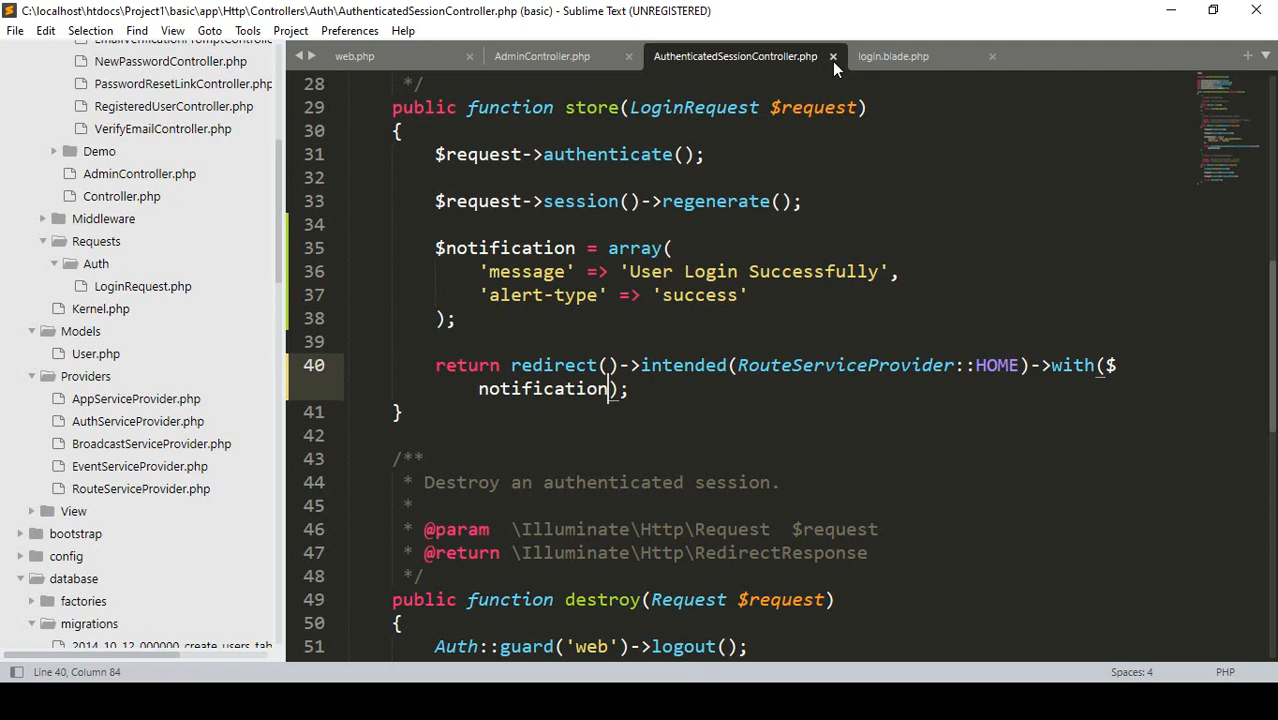 C:\localhost\htdocs\Project1\basic\app\Http\Controllers\Auth\AuthenticatedSessionController.php (basic) - Sublime Text (UNREGISTERED)
File Edit Selection Find View Goto Tools Project Preferences Help
web.php AdminController.php AuthenticatedSessionController.php login.blade.php
EmailVerificationPromptController.php
NewPasswordController.php
PasswordResetLinkController.php
RegisteredUserController.php
VerifyEmailController.php
Demo
AdminController.php
Controller.php
Middleware
Requests
Auth
LoginRequest.php
Kernel.php
Models
User.php
Providers
AppServiceProvider.php
AuthServiceProvider.php
BroadcastServiceProvider.php
EventServiceProvider.php
RouteServiceProvider.php
View
bootstrap
config
database
factories
migrations
2014_10_12_000000_create_users_tab
28 */
29 public function store(LoginRequest $request)
30 {
31 $request->authenticate();
32
33 $request->session()->regenerate();
34
35 $notification = array(
36 'message' => 'User Login Successfully',
37 'alert-type' => 'success'
38 );
39
40 return redirect()->intended(RouteServiceProvider::HOME)->with($
notification);
41 }
42
43 /**
44 * Destroy an authenticated session.
45 *
46 * @param \Illuminate\Http\Request $request
47 * @return \Illuminate\Http\RedirectResponse
48 */
49 public function destroy(Request $request)
50 {
51 Auth::guard('web')->logout();
Line 40, Column 84 Spaces: 4 PHP